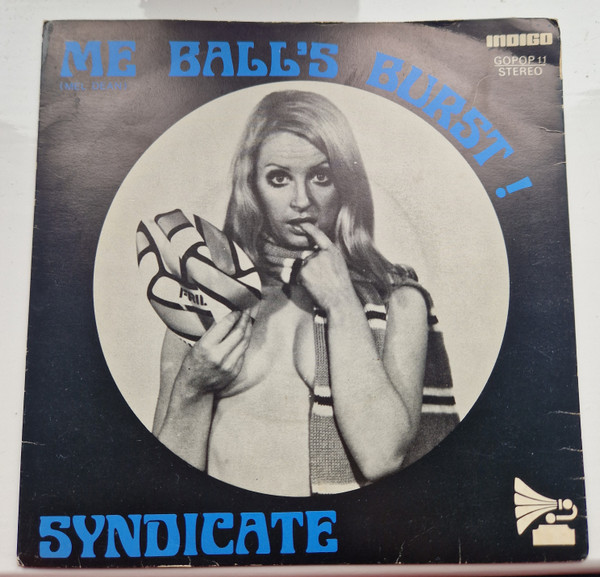 ME BALL'S BURST!
INDIGO
GOPOP 11
STEREO
SYNDICATE